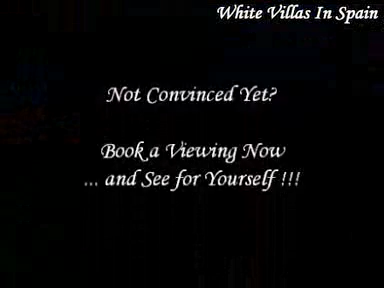 White Villas In Spain
Not Convinced Yet?
Book a Viewing Now
... and See for Yourself !!!